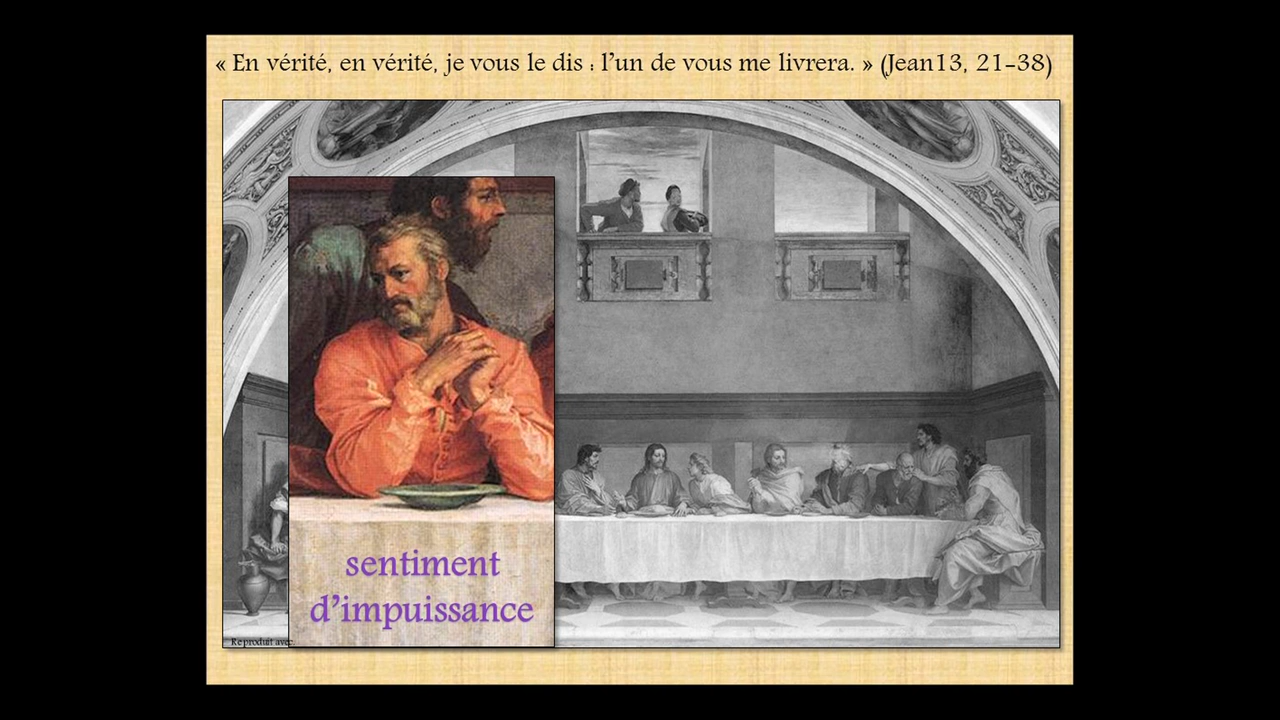 « En vérité, en vérité, je vous le dis : l’un de vous me livrera. » (Jean13, 21-38)
sentiment
d’impuissance
Reproduit avec